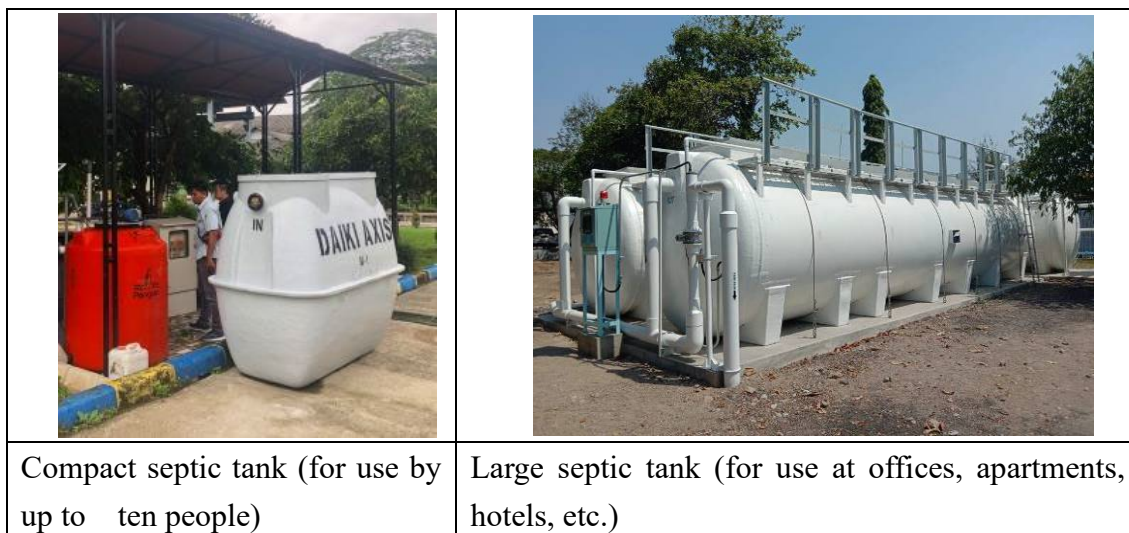 IN
DAIKI AXIS
Compact septic tank (for use by
up to ten people)
Large septic tank (for use at offices, apartments,
hotels, etc.)